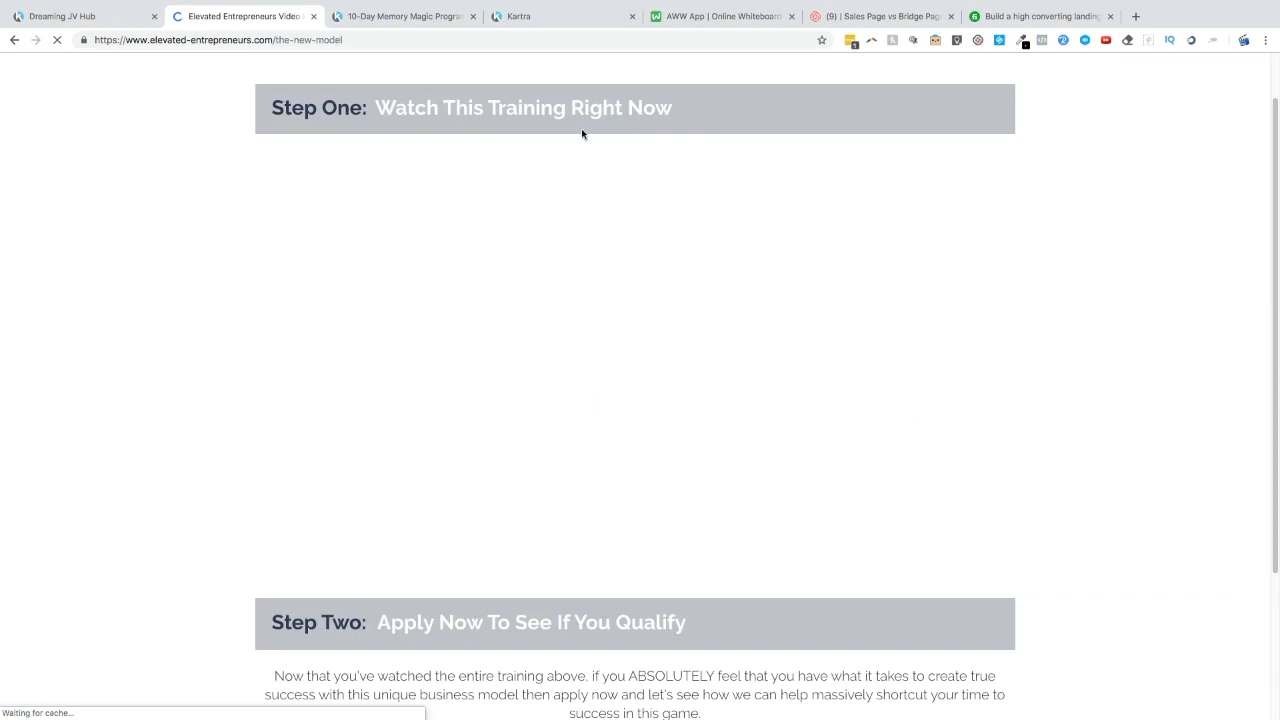 Dreaming JV Hub
Elevated Entrepreneurs Video
10-Day Memory Magic Program
Kartra
AWW App | Online Whiteboard
(9) | Sales Page vs Bridge Pag
Build a high converting landing
https://www.elevated-entrepreneurs.com/the-new-model
Step One: Watch This Training Right Now
Step Two: Apply Now To See If You Qualify
Now that you've watched the entire training above, if you ABSOLUTELY feel that you have what it takes to create true
success with this unique business model then apply now and let's see how we can help massively shortcut your time to
success in this game.
Waiting for cache...